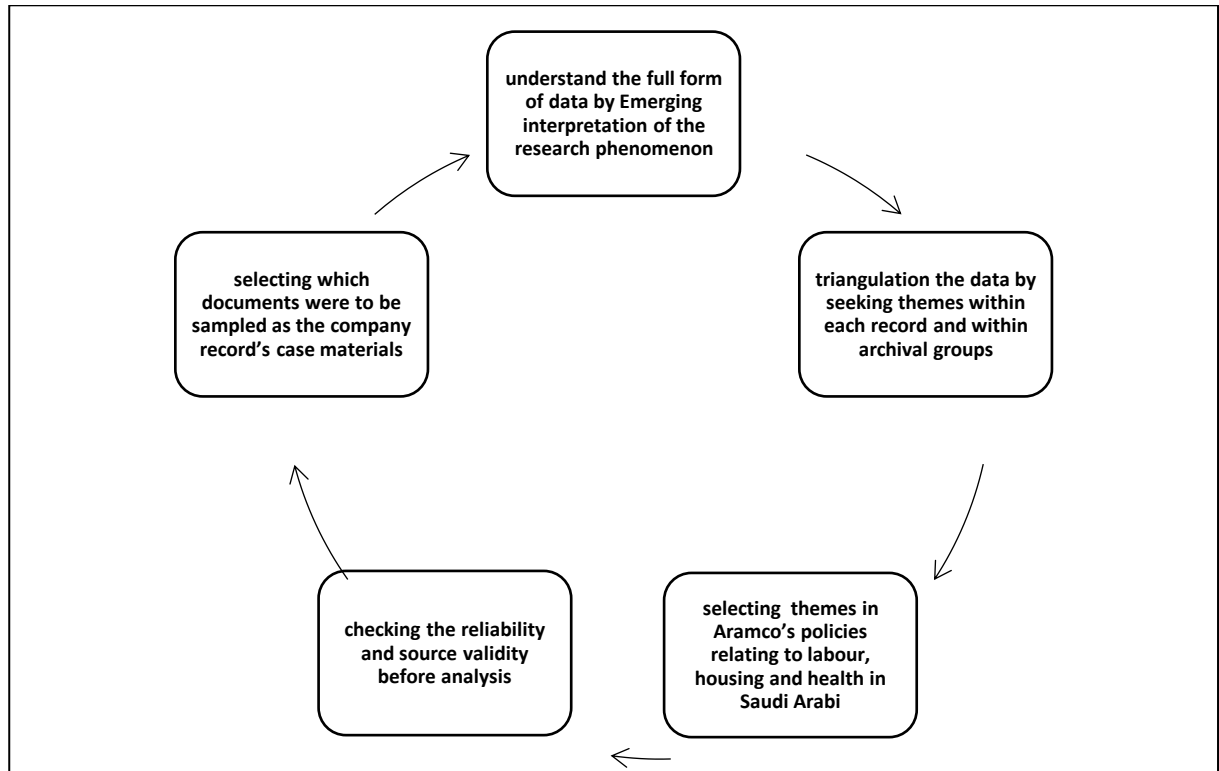 understand the full form
of data by Emerging
interpretation of the
research phenomenon
triangulation the data by
seeking themes within
each record and within
archival groups
selecting themes in
Aramco’s policies
relating to labour,
housing and health in
Saudi Arabi
checking the reliability
and source validity
before analysis
selecting which
documents were to be
sampled as the company
record’s case materials